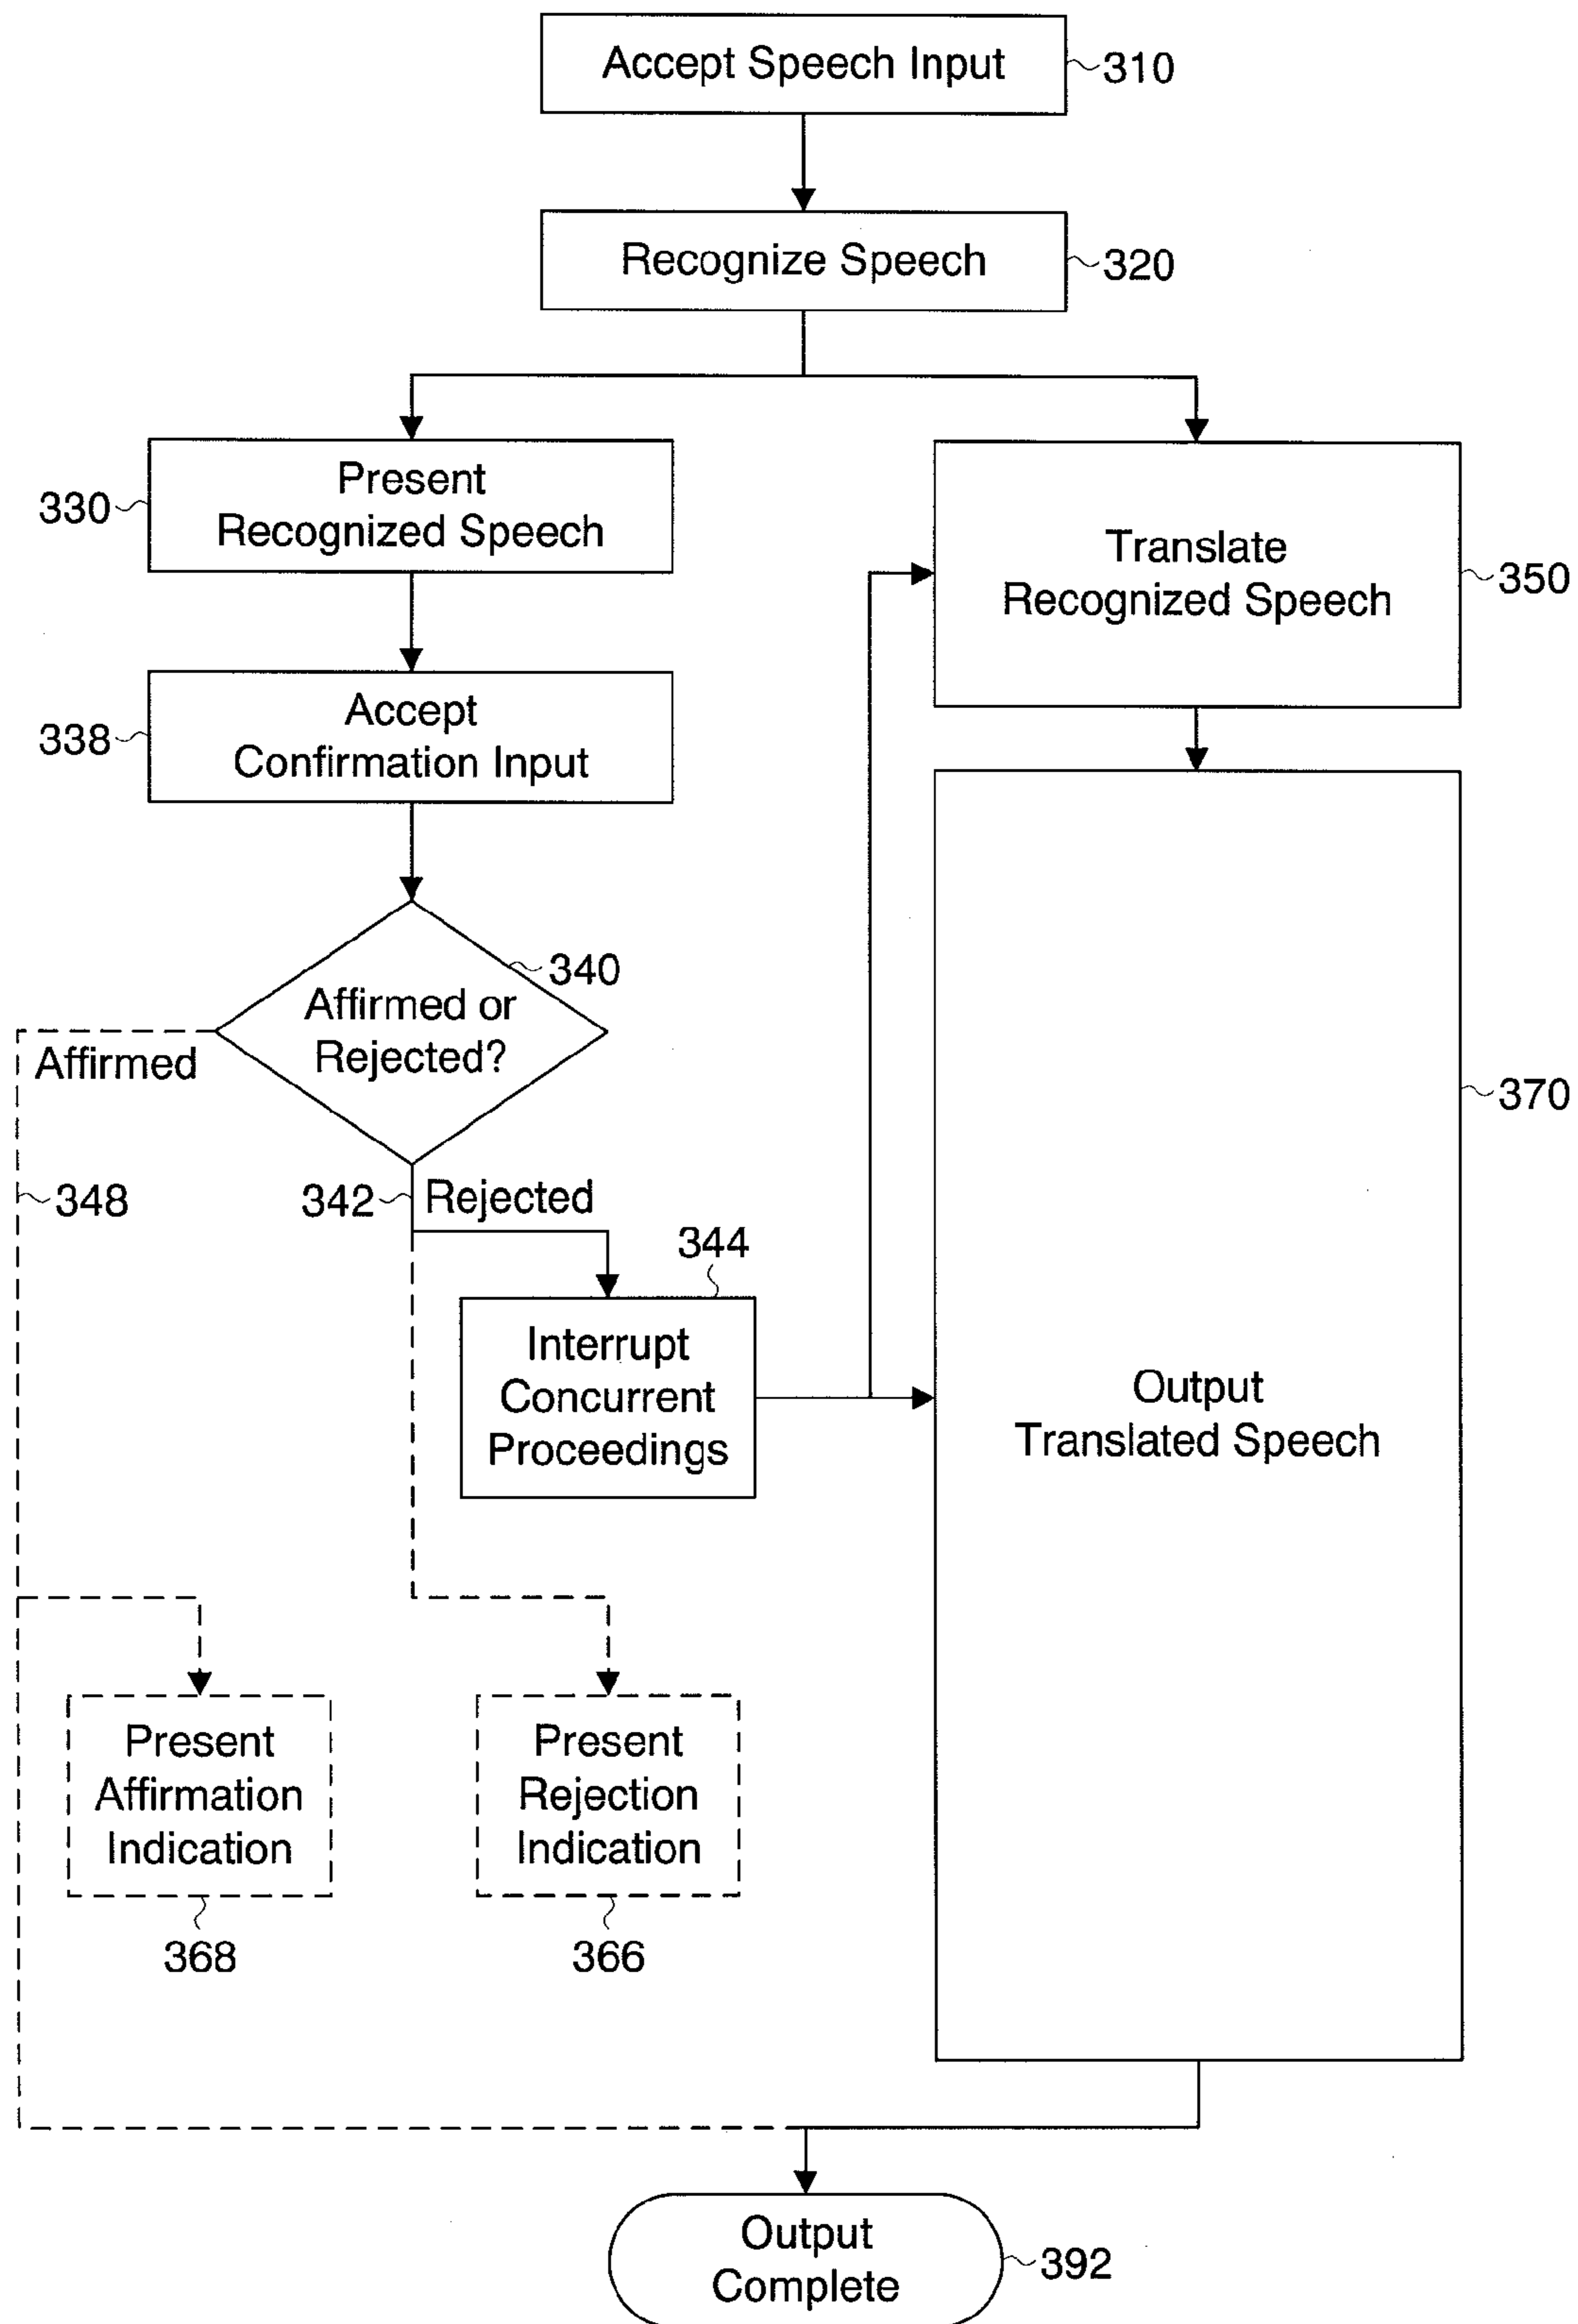 Accept Speech Input
310
Recognize Speech
320
Present
Recognized Speech
330
Translate
Recognized Speech
350
Accept
Confirmation Input
338
Affirmed or
Rejected?
340
Affirmed
370
348
342
Rejected
344
Interrupt
Concurrent
Proceedings
Output
Translated Speech
Present
Affirmation
Indication
368
Present
Rejection
Indication
366
Output
Complete
392